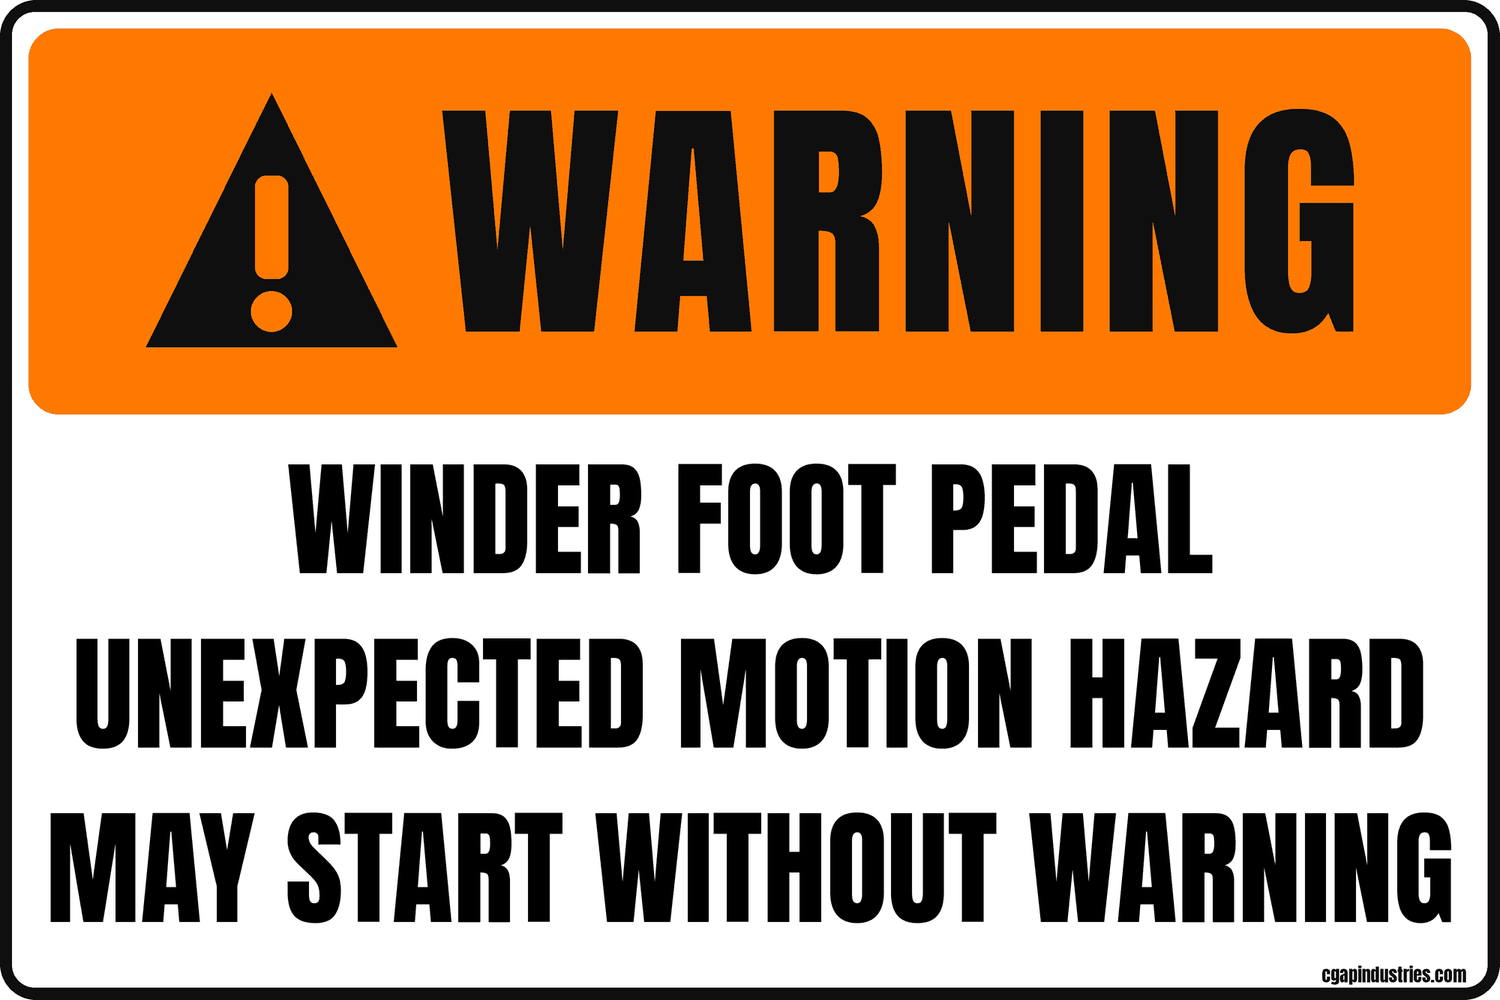 WARNING
WINDER FOOT PEDAL
UNEXPECTED MOTION HAZARD
MAY START WITHOUT WARNING
cgapindustries.com